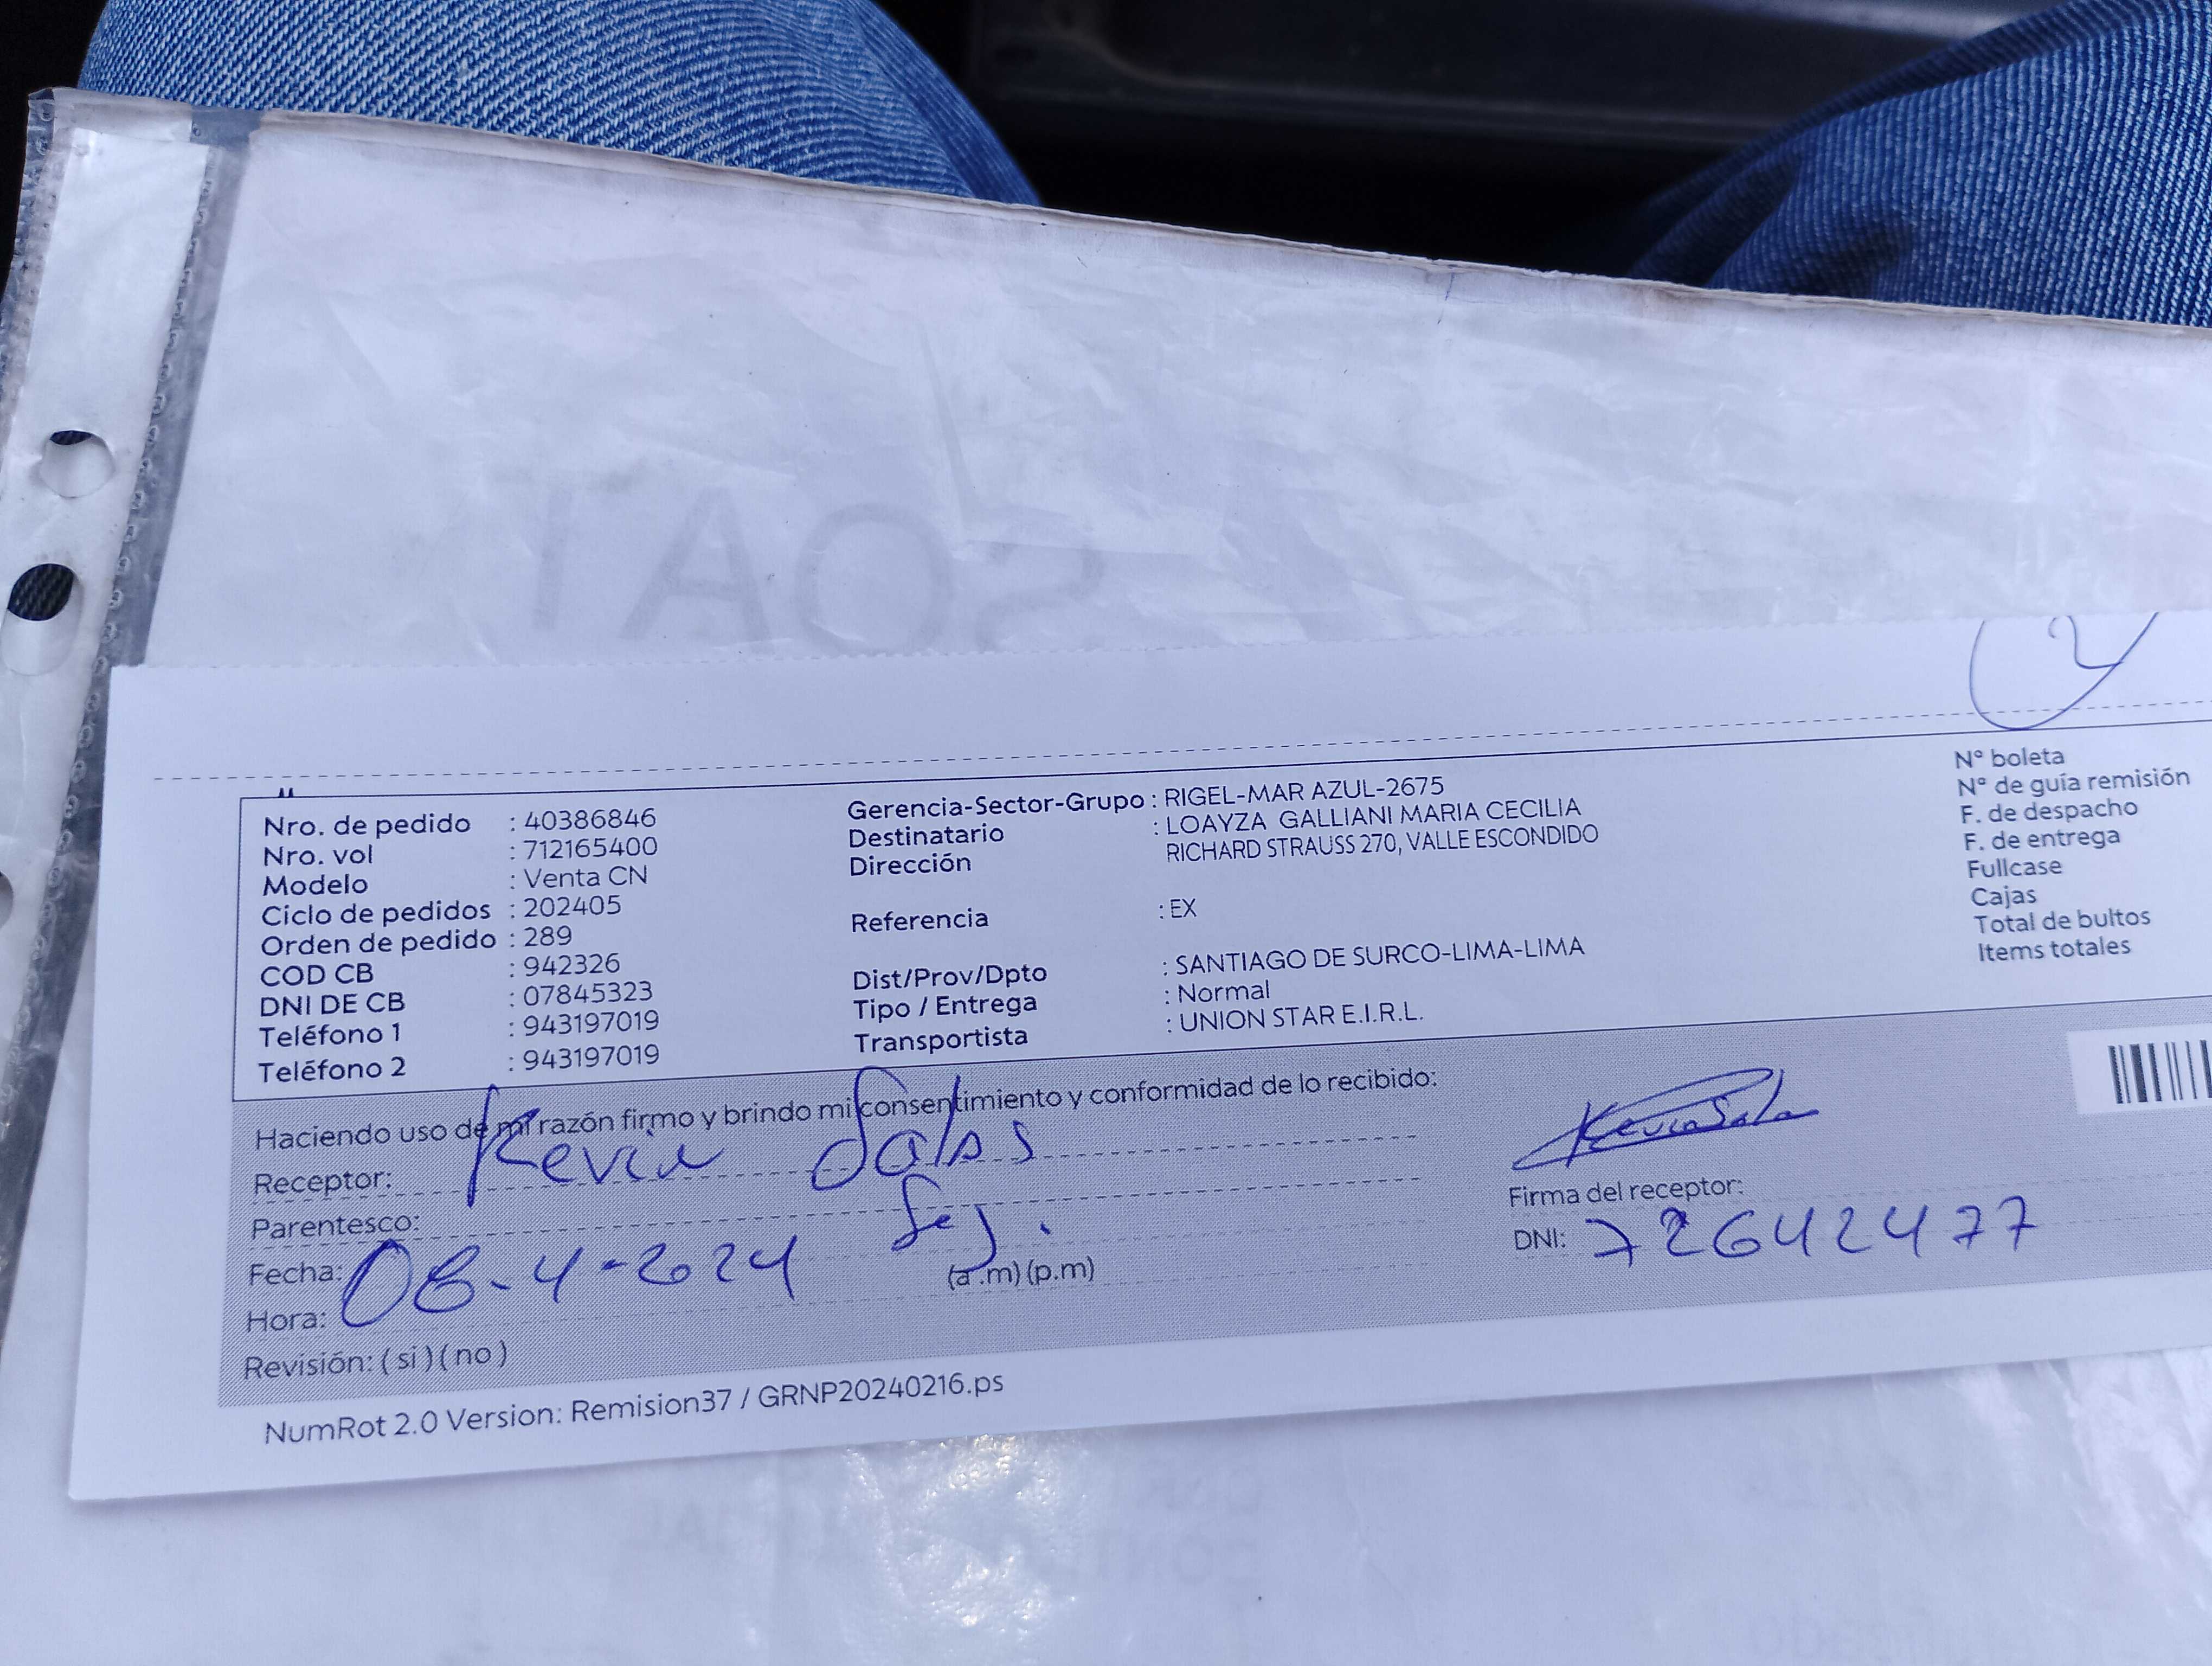 SOAT
2
Nro. de pedido : 40386846
Nro. vol : 712165400
Modelo : Venta CN
Ciclo de pedidos : 202405
Orden de pedido : 289
COD CB : 942326
DNI DE CB : 07845323
Teléfono 1 : 943197019
Teléfono 2 : 943197019
Gerencia-Sector-Grupo : RIGEL-MAR AZUL-2675
Destinatario : LOAYZA GALLIANI MARIA CECILIA
Dirección RICHARD STRAUSS 270, VALLE ESCONDIDO
Referencia : EX
Dist/Prov/Dpto : SANTIAGO DE SURCO-LIMA-LIMA
Tipo / Entrega : Normal
Transportista : UNION STAR E.I.R.L.
N° boleta
N° de guía remisión
F. de despacho
F. de entrega
Fullcase
Cajas
Total de bultos
Items totales
Haciendo uso de mi razón firmo y brindo mi consentimiento y conformidad de lo recibido:
Receptor: Kevin
Parentesco: Seg.
Fecha: 08-4-2024
Hora: (a.m) (p.m)
Revisión: ( si ) ( no )
Firma del receptor:
DNI: 72642477
NumRot 2.0 Version: Remision37 / GRNP20240216.ps